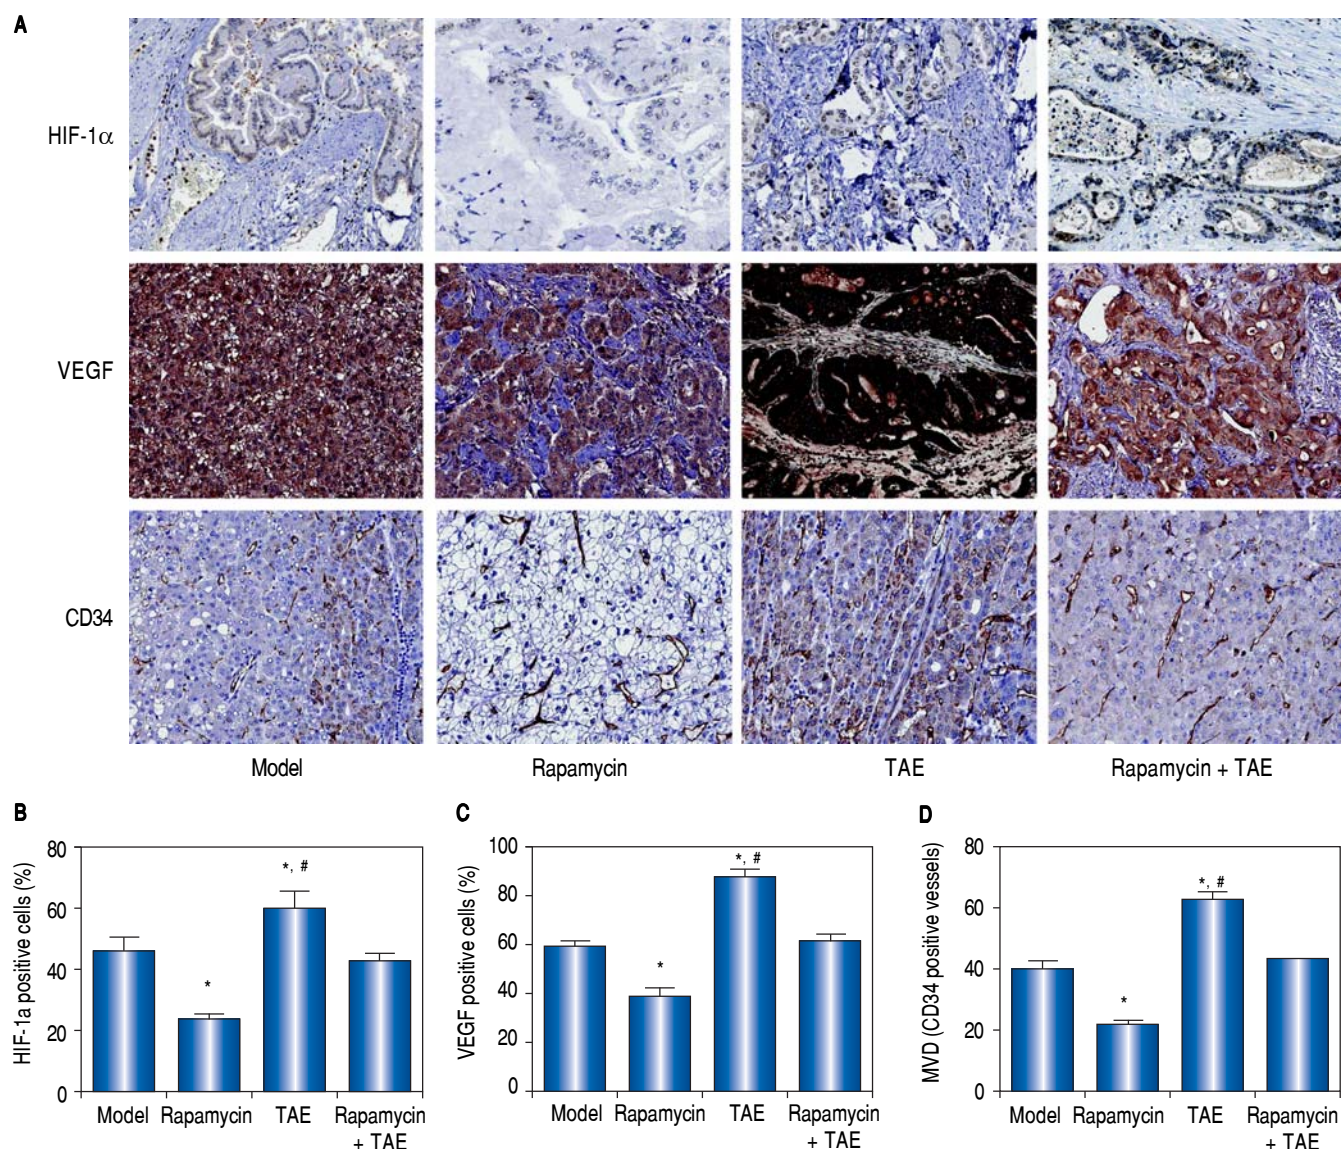 A
HIF-1α
VEGF
CD34
Model Rapamycin TAE Rapamycin + TAE
B
HIF-1a positive cells (%)
80
60
40
20
0
*
*, #
Model Rapamycin TAE Rapamycin
+ TAE
C
VEGF positive cells (%)
100
80
60
40
20
0
*
*, #
Model Rapamycin TAE Rapamycin
+ TAE
D
MVD (CD34 positive vessels)
80
60
40
20
0
*
*, #
Model Rapamycin TAE Rapamycin
+ TAE